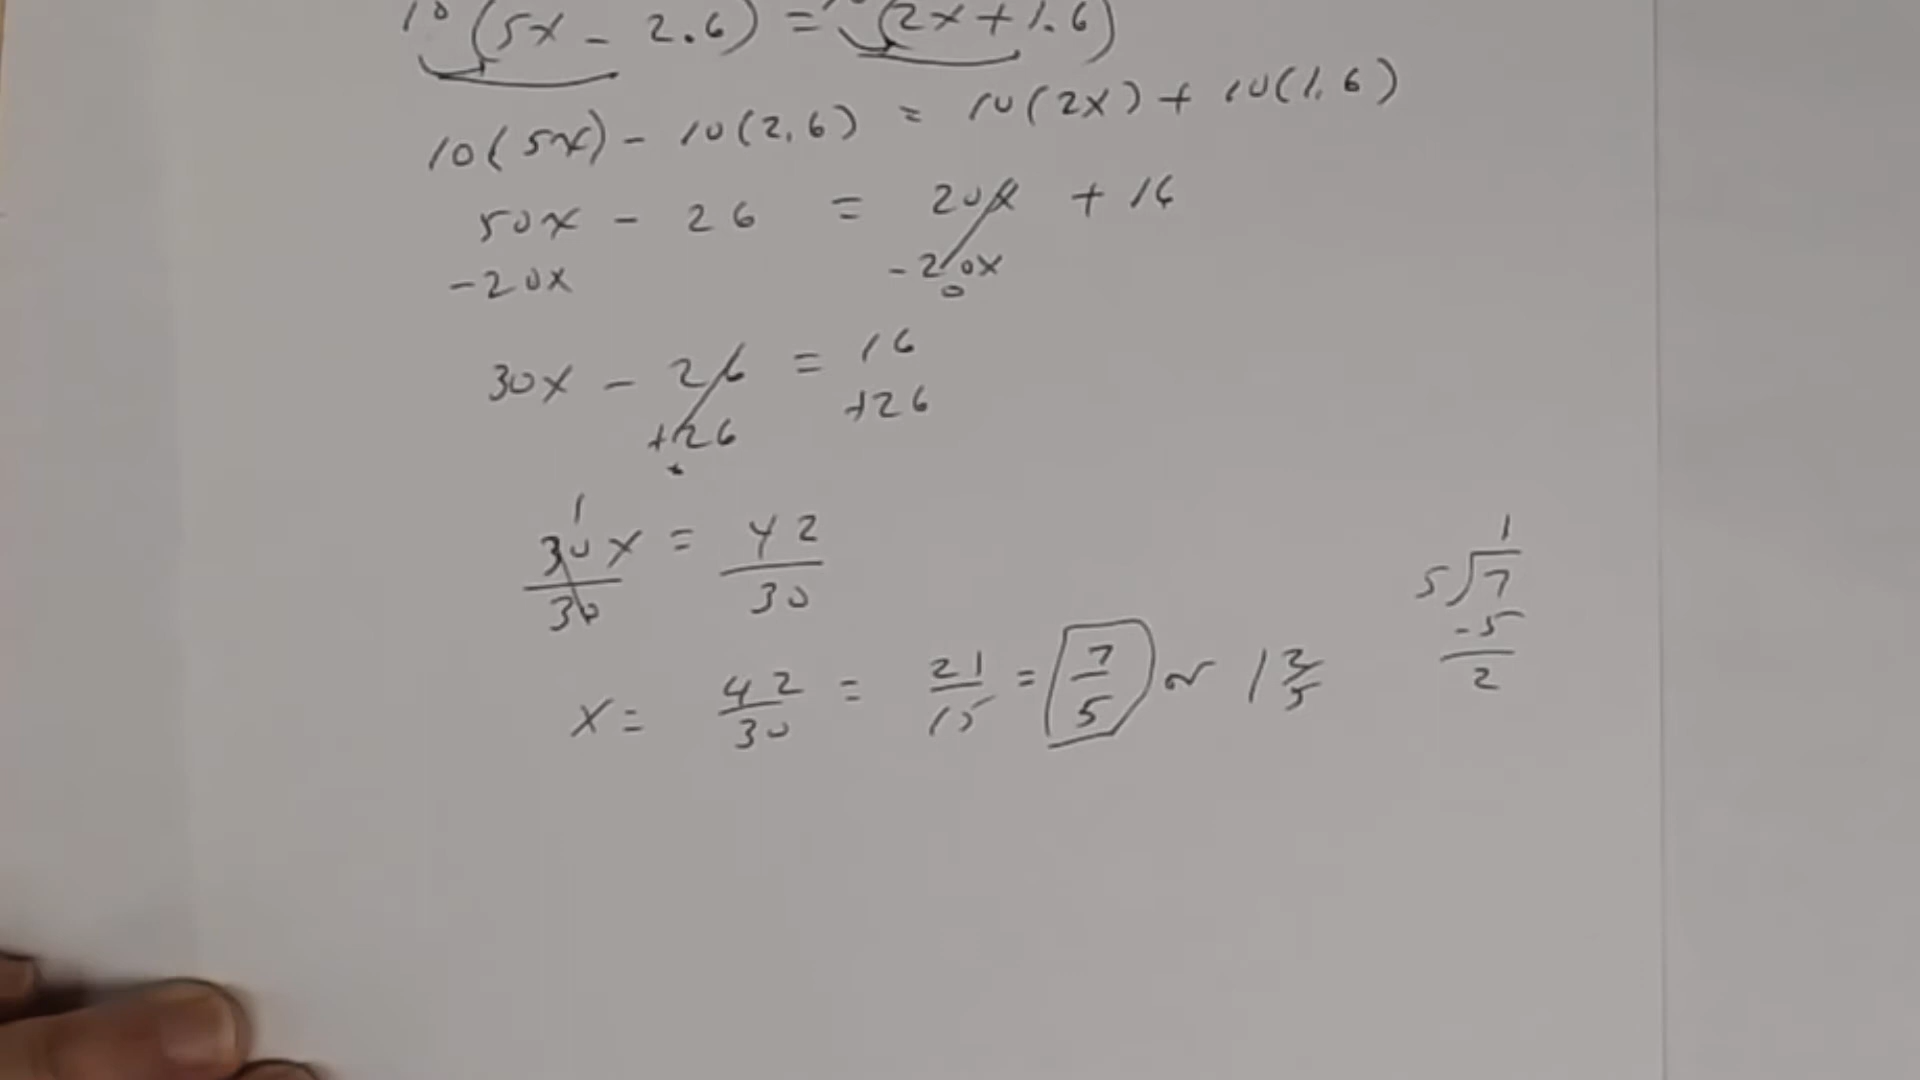 10 (5x - 2.6) = (2x + 1.6)
10(5x) - 10(2.6) = 10(2x) + 10(1.6)
50x - 26 = 20x + 16
-20x -20x
0
30x - 26 = 16
+26 +26
1
30x = 42
30 30
x = 42/30 = 21/15 = 7/5 or 1 2/5
1
5)7
-5
2